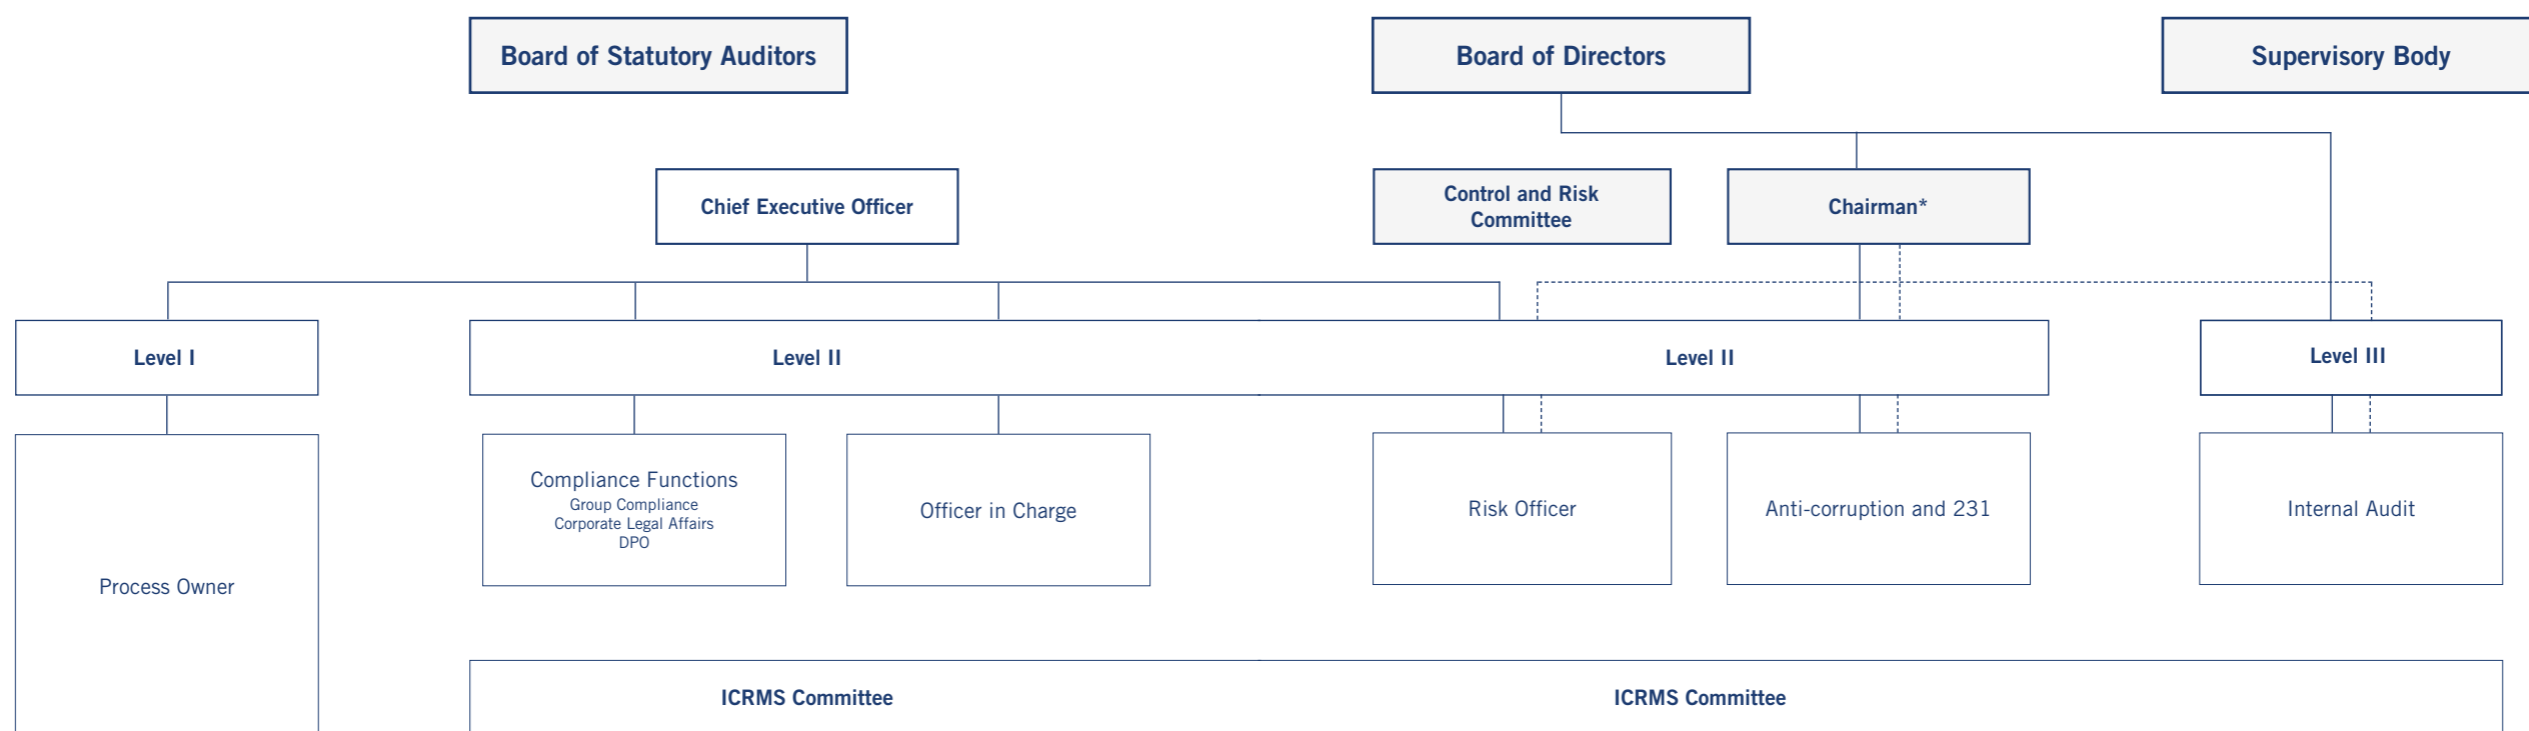 Board of Statutory Auditors
Board of Directors
Supervisory Body
Chief Executive Officer
Control and Risk
Committee
Chairman*
Level I
Level II
Level II
Level III
Process Owner
Compliance Functions
Group Compliance
Corporate Legal Affairs
DPO
Officer in Charge
Risk Officer
Anti-corruption and 231
Internal Audit
ICRMS Committee
ICRMS Committee